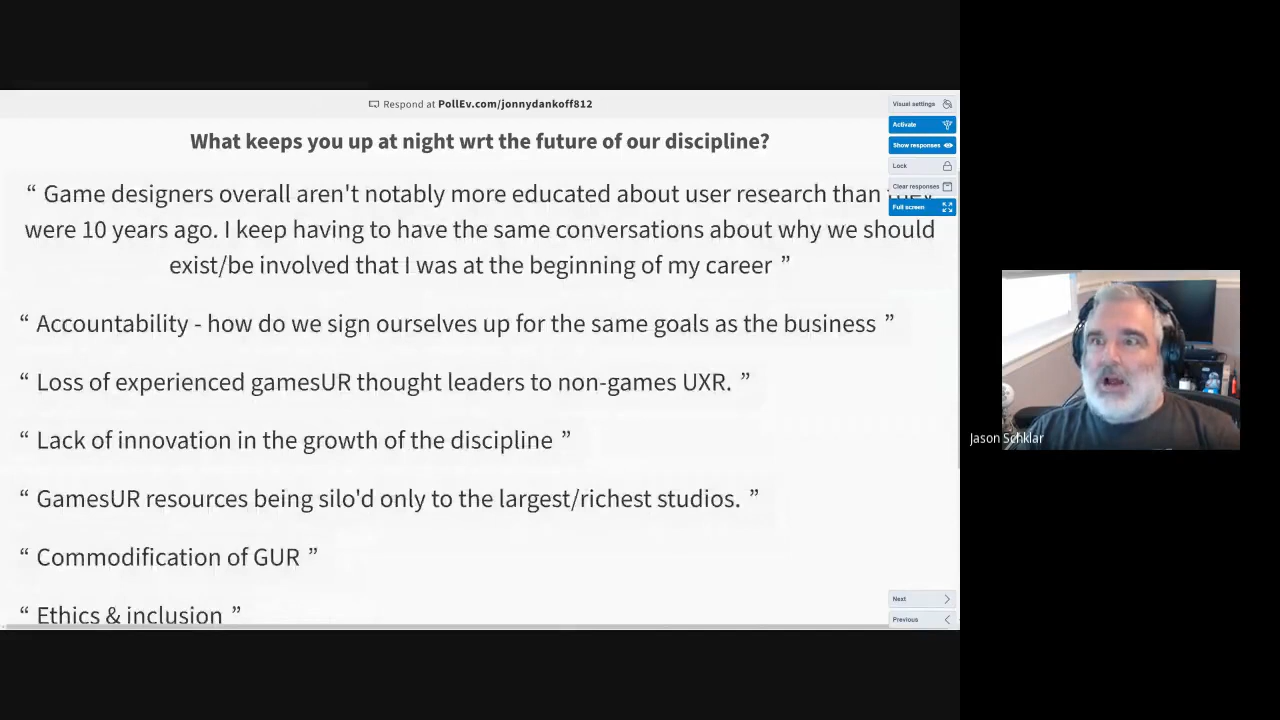 Respond at PollEv.com/jonnydankoff812
What keeps you up at night wrt the future of our discipline?
“ Game designers overall aren't notably more educated about user research than they
were 10 years ago. I keep having to have the same conversations about why we should
exist/be involved that I was at the beginning of my career ”
“ Accountability - how do we sign ourselves up for the same goals as the business ”
“ Loss of experienced gamesUR thought leaders to non-games UXR. ”
“ Lack of innovation in the growth of the discipline ”
“ GamesUR resources being silo'd only to the largest/richest studios. ”
“ Commodification of GUR ”
“ Ethics & inclusion ”
Visual settings
Activate
Show responses
Lock
Clear responses
Full screen
Next
Previous
Jason Schklar